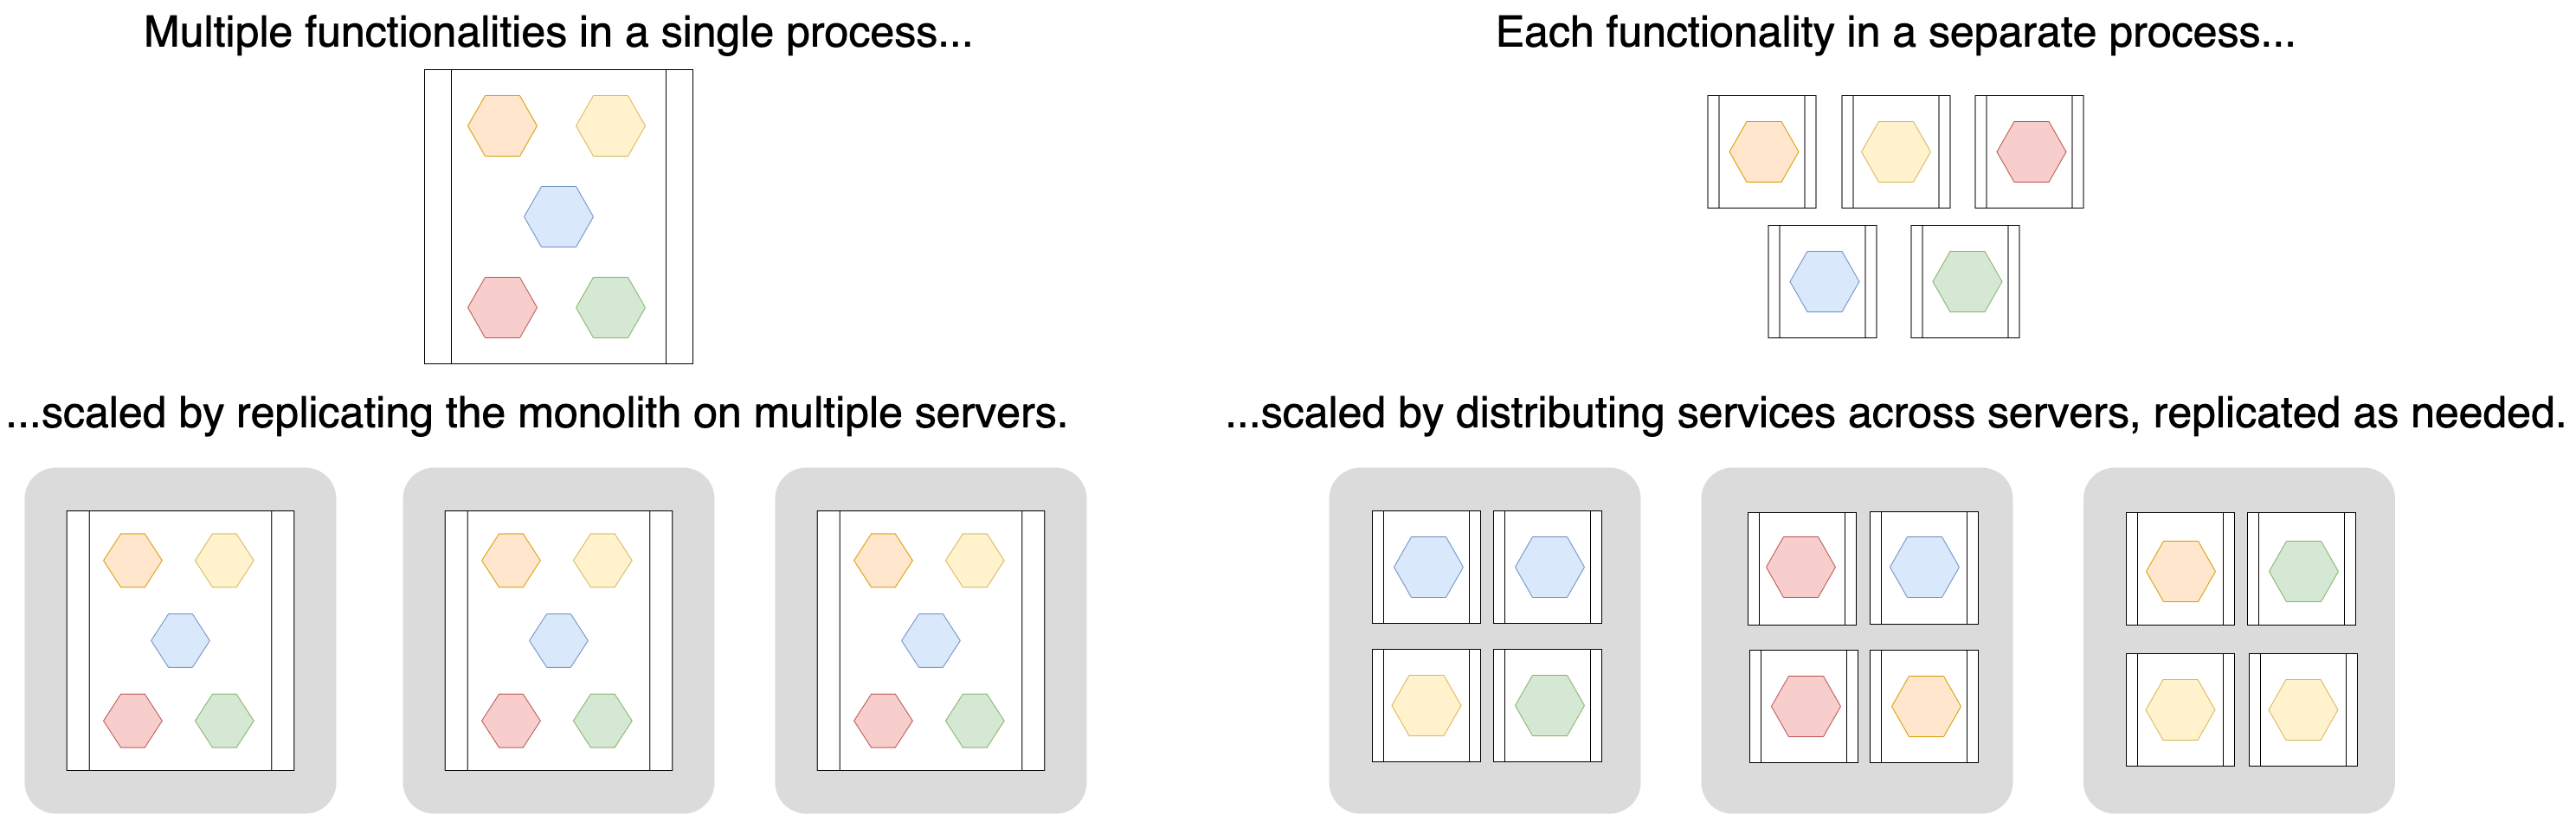 Multiple functionalities in a single process...
Each functionality in a separate process...
...scaled by replicating the monolith on multiple servers.
...scaled by distributing services across servers, replicated as needed.